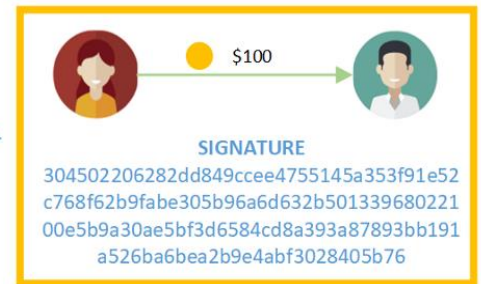 $100
SIGNATURE
304502206282dd849ccee4755145a353f91e52
c768f62b9fabe305b96a6d632b501339680221
00e5b9a30ae5bf3d6584cd8a393a87893bb191
a526ba6bea2b9e4abf3028405b76